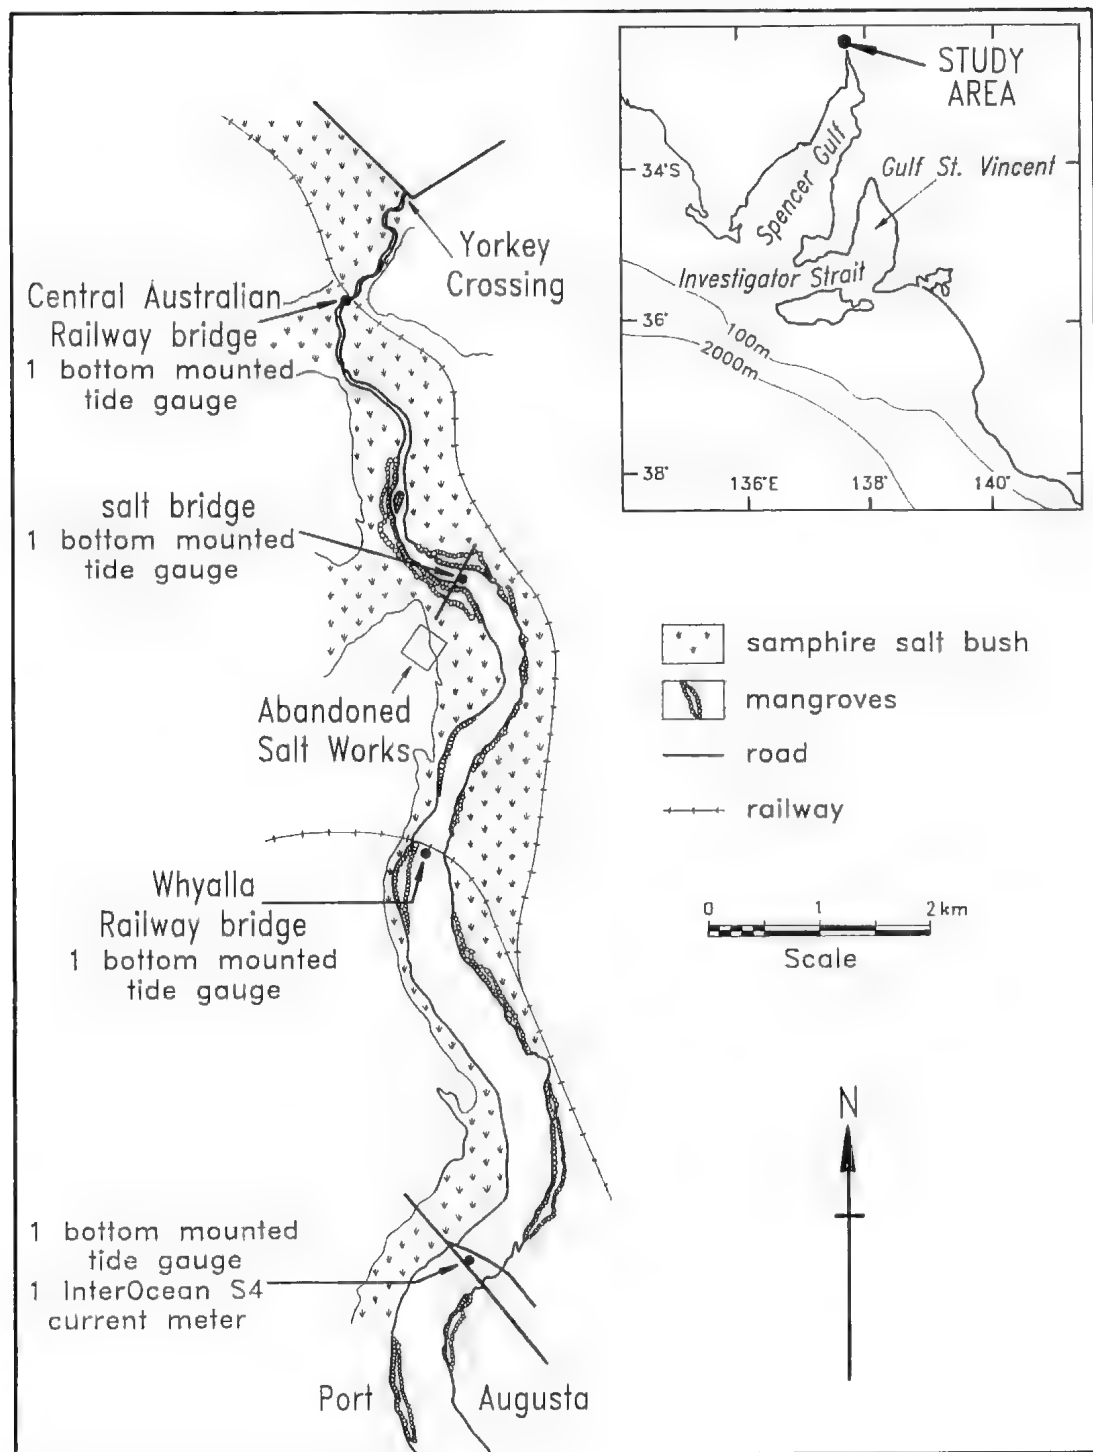 STUDY
AREA
Spencer Gulf
Gulf St. Vincent
Investigator Strait
34°S
36°
38°
100m
2000m
136°E
138°
140°
Yorkey
Crossing
Central Australian
Railway bridge
1 bottom mounted
tide gauge
salt bridge
1 bottom mounted
tide gauge
Abandoned
Salt Works
samphire salt bush
mangroves
road
railway
Whyalla
Railway bridge
1 bottom mounted
tide gauge
0 1 2 km
Scale
N
1 bottom mounted
tide gauge
1 InterOcean S4
current meter
Port Augusta